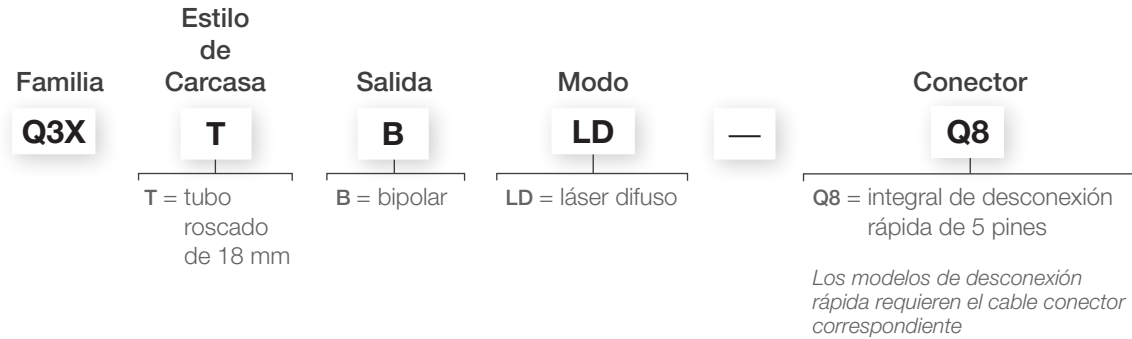 Estilo
de
Familia Carcasa Salida Modo Conector
Q3X T B LD — Q8
T = tubo
roscado
de 18 mm
B = bipolar
LD = láser difuso
Q8 = integral de desconexión
rápida de 5 pines
Los modelos de desconexión
rápida requieren el cable conector
correspondiente